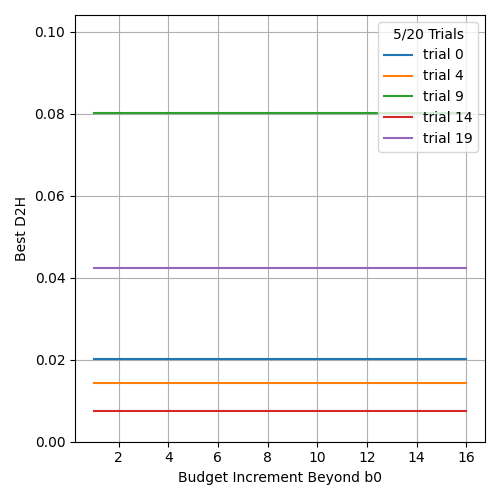 5/20 Trials
trial 0
trial 4
trial 9
trial 14
trial 19
0.10
0.08
0.06
0.04
0.02
0.00
Best D2H
2 4 6 8 10 12 14 16
Budget Increment Beyond b0